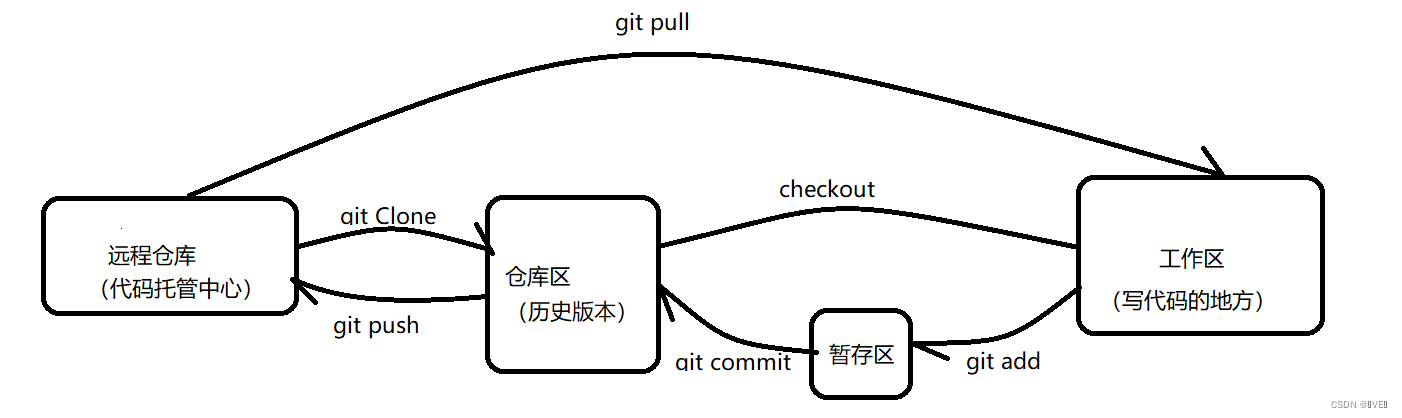 git pull
checkout
git Clone
远程仓库
（代码托管中心）
仓库区
（历史版本）
工作区
（写代码的地方）
git push
git commit
暂存区
git add